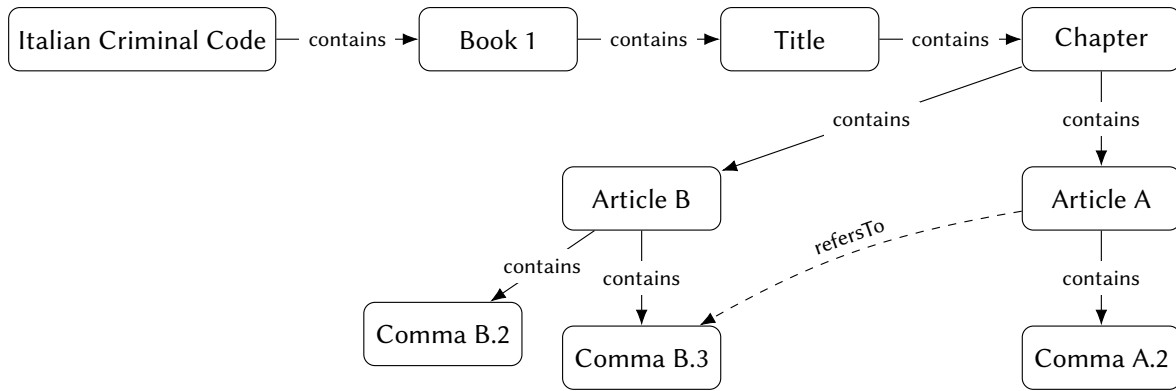 Italian Criminal Code
contains
Book 1
contains
Title
contains
Chapter
contains
contains
Article B
Article A
refersTo
contains
contains
contains
Comma B.2
Comma B.3
Comma A.2